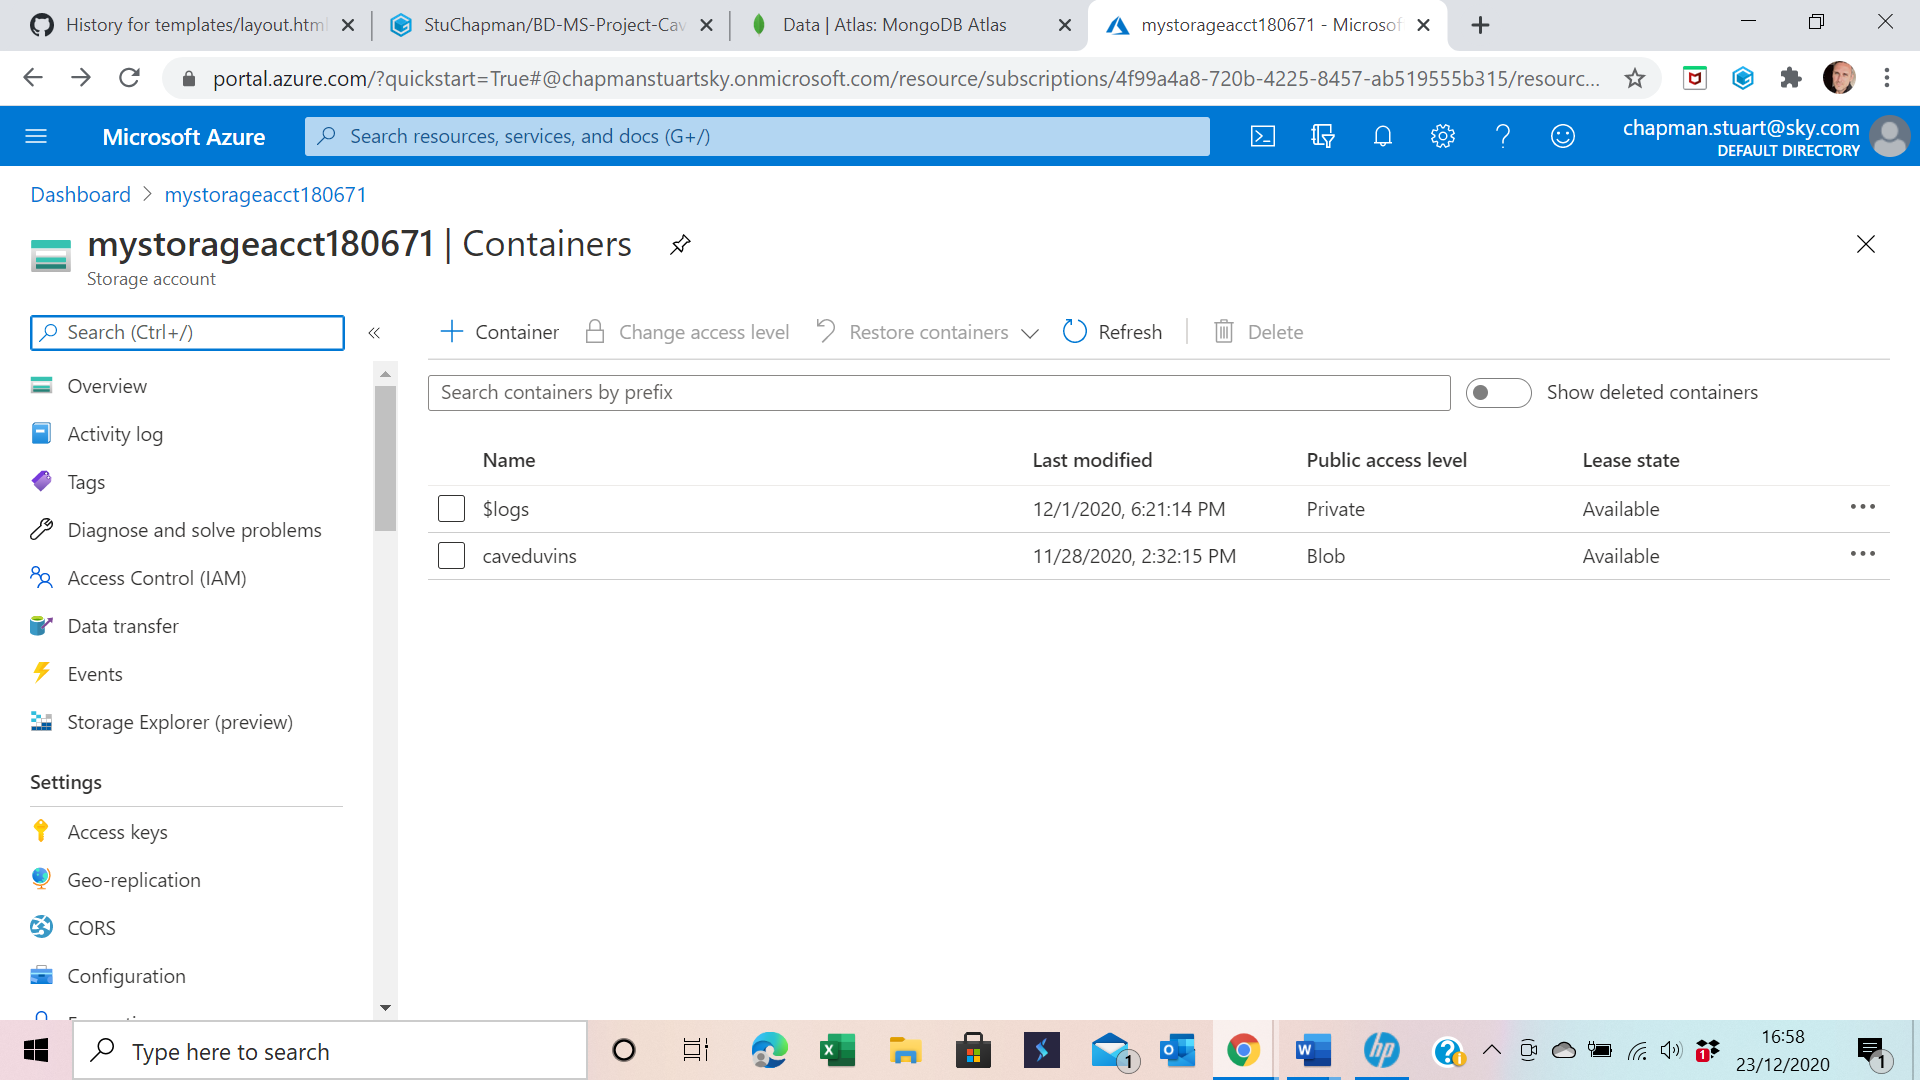 History for templates/layout.html
StuChapman/BD-MS-Project-Cav
Data | Atlas: MongoDB Atlas
mystorageacct180671 - Microsof
portal.azure.com/?quickstart=True#@chapmanstuartsky.onmicrosoft.com/resource/subscriptions/4f99a4a8-720b-4225-8457-ab519555b315/resourc...
Microsoft Azure
Search resources, services, and docs (G+/)
chapman.stuart@sky.com
DEFAULT DIRECTORY
Dashboard > mystorageacct180671
mystorageacct180671 | Containers
Storage account
Search (Ctrl+/)
«
Overview
Activity log
Tags
Diagnose and solve problems
Access Control (IAM)
Data transfer
Events
Storage Explorer (preview)
Settings
Access keys
Geo-replication
CORS
Configuration
Container
Change access level
Restore containers
Refresh
Delete
Search containers by prefix
Show deleted containers
Name Last modified Public access level Lease state
$logs 12/1/2020, 6:21:14 PM Private Available
caveduvins 11/28/2020, 2:32:15 PM Blob Available
Type here to search
1
16:58
23/12/2020
1